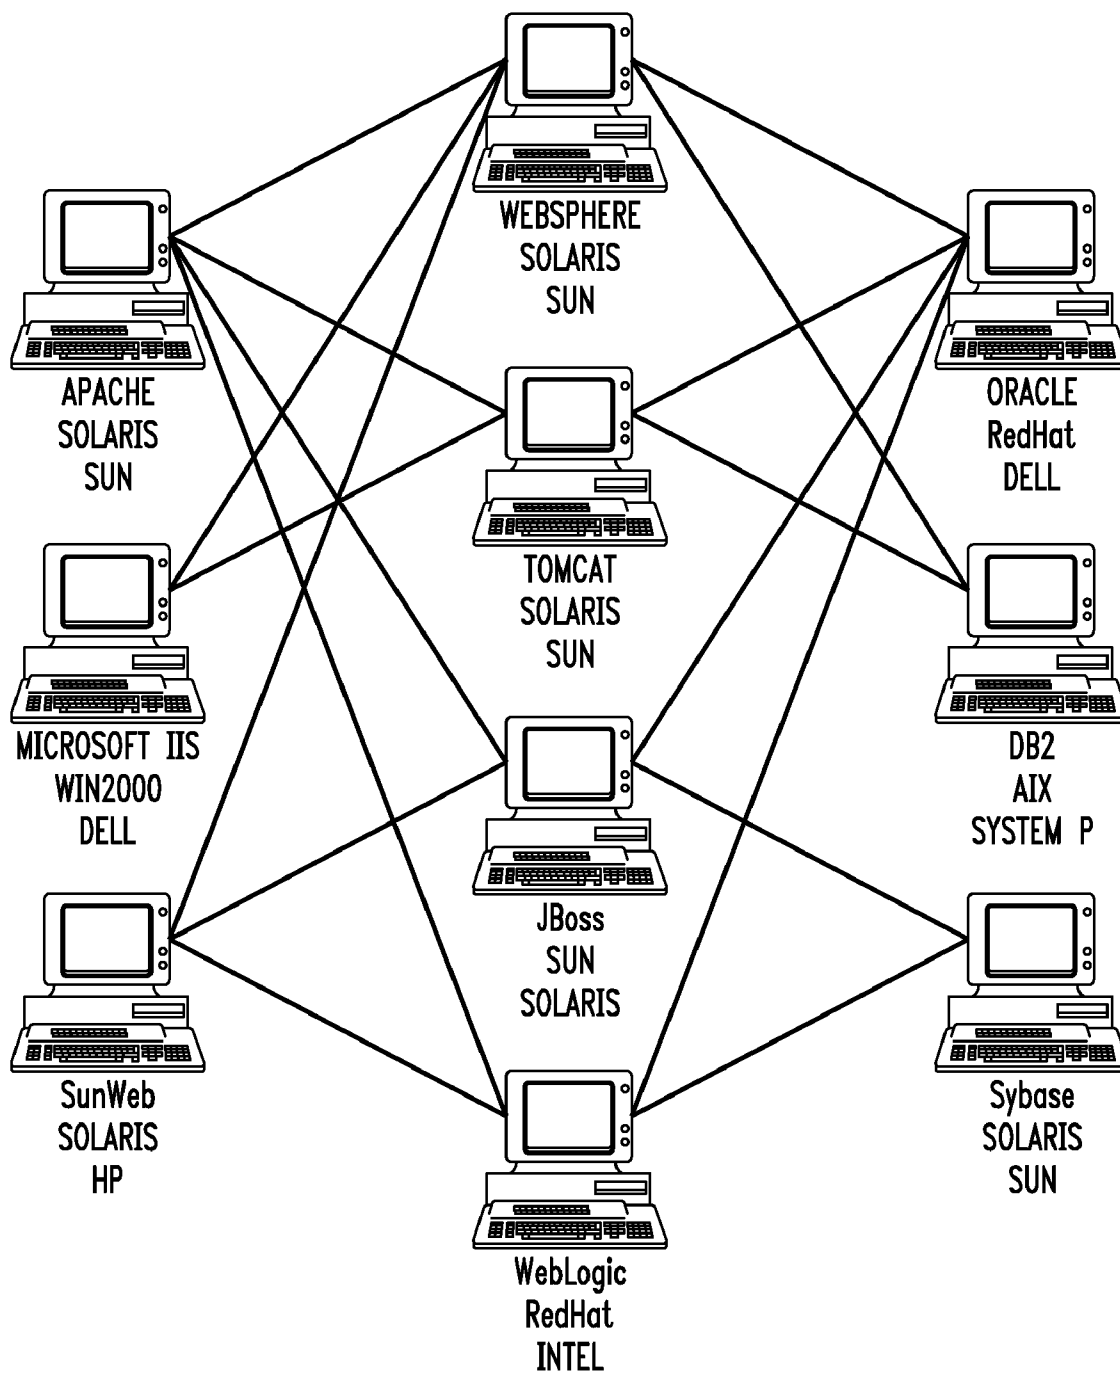 WEBSPHERE
SOLARIS
SUN
APACHE
SOLARIS
SUN
ORACLE
RedHat
DELL
TOMCAT
SOLARIS
SUN
MICROSOFT IIS
WIN2000
DELL
DB2
AIX
SYSTEM P
JBoss
SUN
SOLARIS
SunWeb
SOLARIS
HP
Sybase
SOLARIS
SUN
WebLogic
RedHat
INTEL